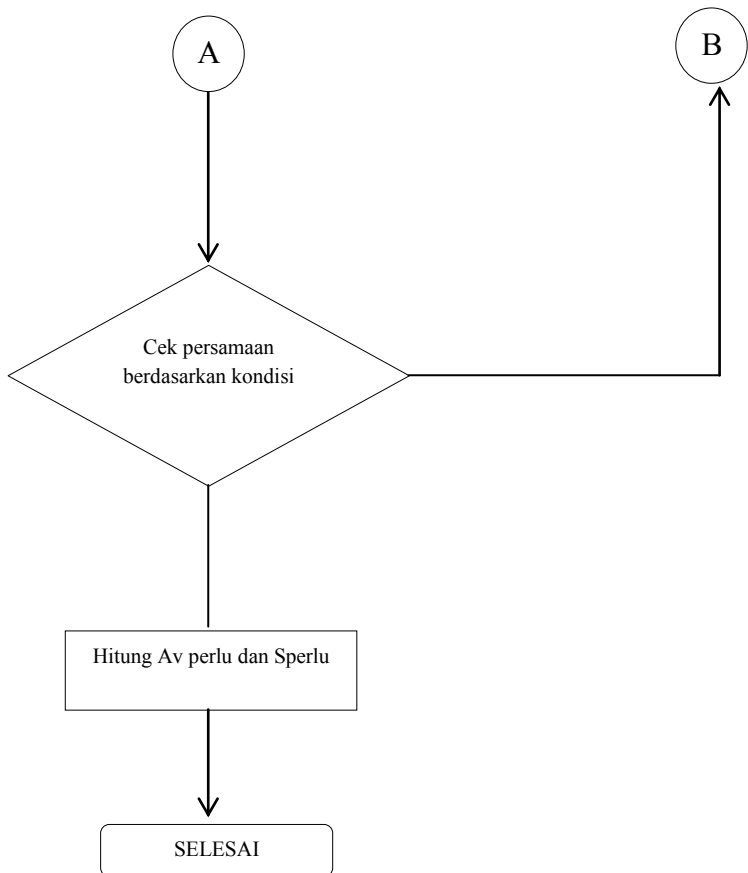 A
B
Cek persamaan
berdasarkan kondisi
Hitung Av perlu dan Sperlu
SELESAI